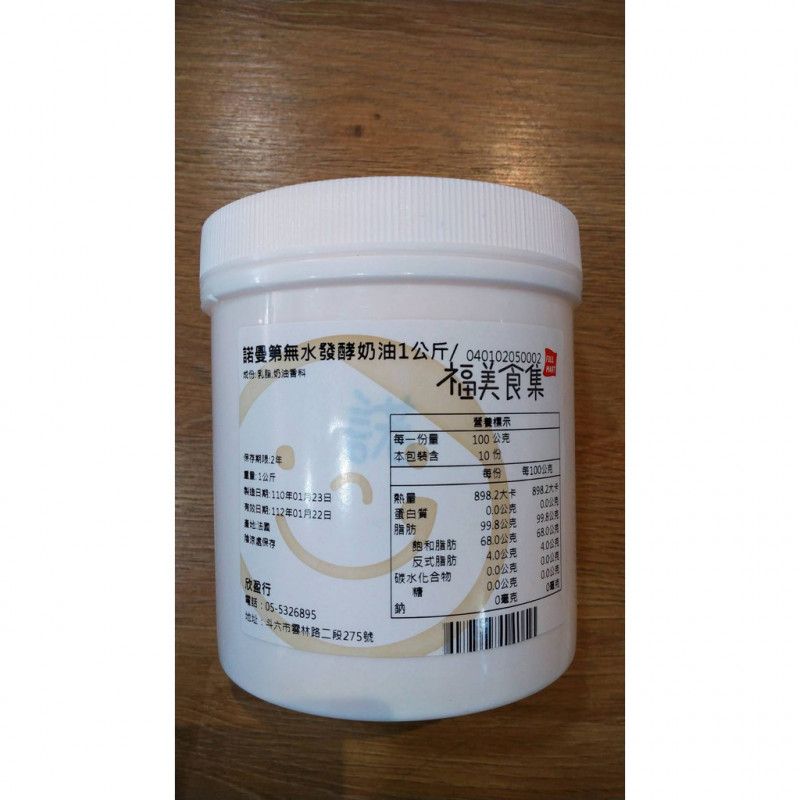 諾曼第無水發酵奶油1公斤/ 040102050002
成份:乳脂,奶油香料
福美食集
FULL MART
營養標示
每一份量 100 公克
本包裝含 10 份
每份 每100公克
熱量 898.2大卡 898.2大卡
蛋白質 0.0公克 0.0公克
脂肪 99.8公克 99.8公克
飽和脂肪 68.0公克 68.0公克
反式脂肪 4.0公克 4.0公克
碳水化合物 0.0公克 0.0公克
糖 0.0公克 0.0公克
鈉 0毫克 0毫克
保存期限:2年
重量:1公斤
製造日期:110年01月23日
有效日期:112年01月22日
產地:法國
陰涼處保存
欣盈行
電話：05-5326895
地址：斗六市雲林路二段275號